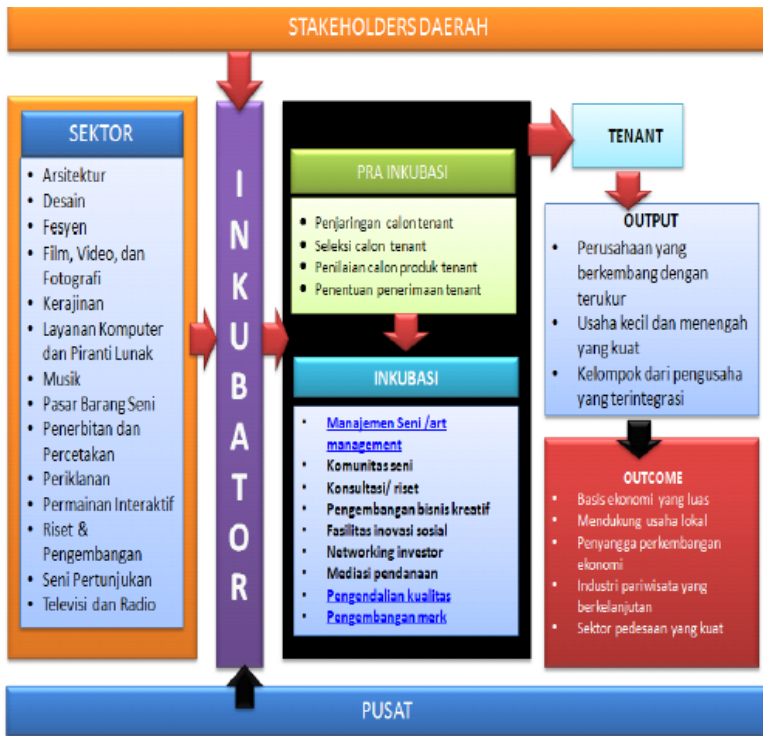 STAKEHOLDERS DAERAH
SEKTOR
• Arsitektur
• Desain
• Fesyen
• Film, Video, dan
Fotografi
• Kerajinan
• Layanan Komputer
dan Piranti Lunak
• Musik
• Pasar Barang Seni
• Penerbitan dan
Percetakan
• Periklanan
• Permainan Interaktif
• Riset &
Pengembangan
• Seni Pertunjukan
• Televisi dan Radio
I
N
K
U
B
A
T
O
R
PRA INKUBASI
• Penjaringan calon tenant
• Seleksi calon tenant
• Penilaian calon produk tenant
• Penentuan penerimaan tenant
INKUBASI
• Manajemen Seni /art
management
• Komunitas seni
• Konsultasi/ riset
• Pengembangan bisnis kreatif
• Fasilitas inovasi sosial
• Networking investor
• Mediasi pendanaan
• Pengendalian kualitas
• Pengembangan merk
TENANT
OUTPUT
• Perusahaan yang
berkembang dengan
terukur
• Usaha kecil dan menengah
yang kuat
• Kelompok dari pengusaha
yang terintegrasi
OUTCOME
• Basis ekonomi yang luas
• Mendukung usaha lokal
• Penyangga perkembangan
ekonomi
• Industri pariwisata yang
berkelanjutan
• Sektor pedesaan yang kuat
PUSAT